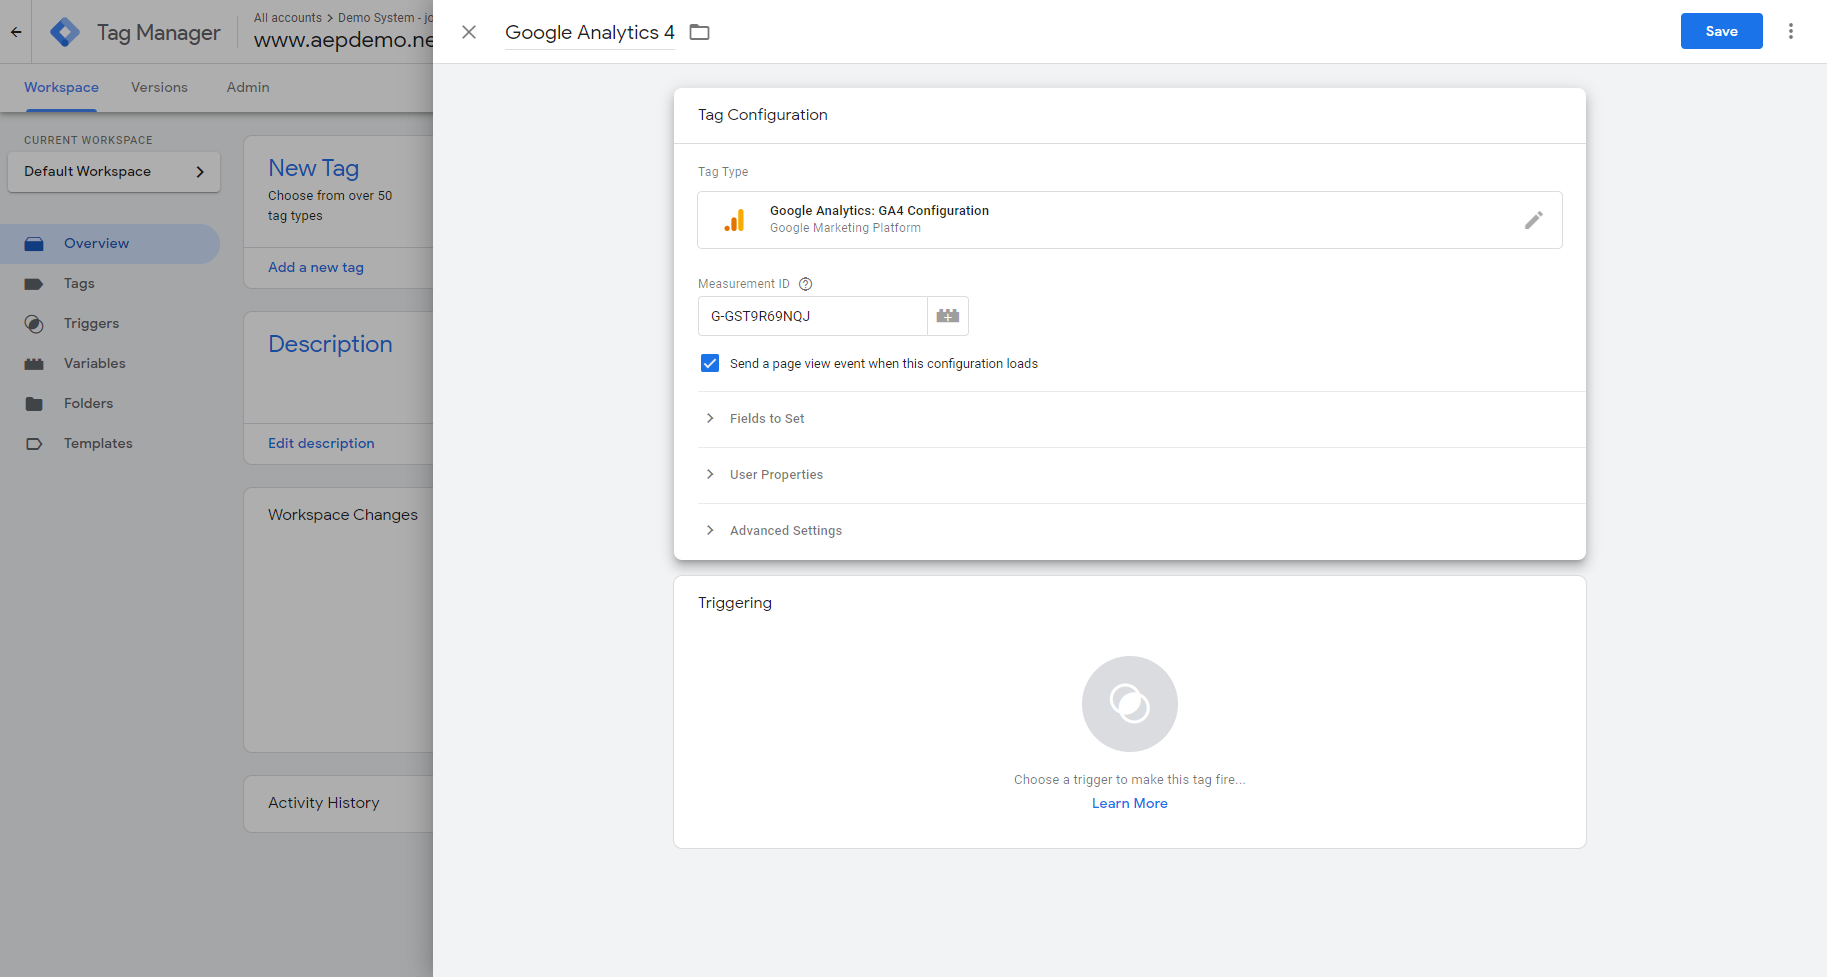 Tag Manager
All accounts > Demo System - jo
www.aepdemo.ne
Google Analytics 4
Save
Workspace
Versions
Admin
CURRENT WORKSPACE
Default Workspace
Overview
Tags
Triggers
Variables
Folders
Templates
New Tag
Choose from over 50
tag types
Add a new tag
Description
Edit description
Workspace Changes
Activity History
Tag Configuration
Tag Type
Google Analytics: GA4 Configuration
Google Marketing Platform
Measurement ID
G-GST9R69NQJ
Send a page view event when this configuration loads
Fields to Set
User Properties
Advanced Settings
Triggering
Choose a trigger to make this tag fire...
Learn More